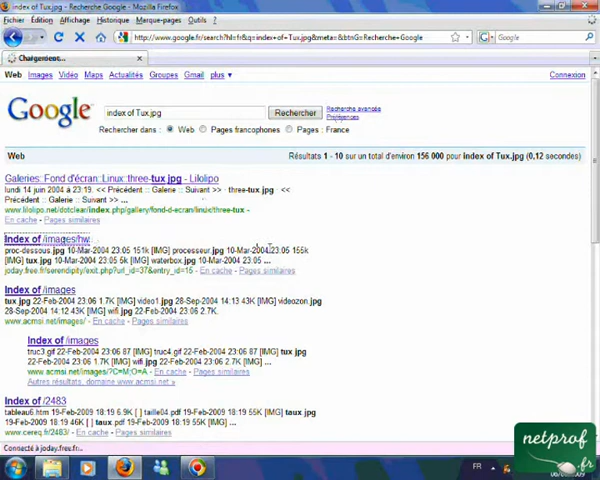 index of Tux.jpg - Recherche Google - Mozilla Firefox
Fichier Édition Affichage Historique Marque-pages Outils ?
http://www.google.fr/search?hl=fr&q=index+of+Tux.jpg&meta=&btnG=Recherche+Google
Google
Chargement...
Web Images Vidéo Maps Actualités Groupes Gmail plus ▼
Connexion
Google
index of Tux.jpg
Rechercher
Recherche avancée
Préférences
Rechercher dans : Web Pages francophones Pages : France
Web
Résultats 1 - 10 sur un total d'environ 156 000 pour index of Tux.jpg (0,12 secondes)
Galeries: Fond d'écran::Linux::three-tux jpg - Lilolipo
lundi 14 juin 2004 à 23:19. << Précédent :: Galerie :: Suivant >> · three-tux jpg · <<
Précédent :: Galerie :: Suivant >> ...
www.lilolipo.net/dotclear/index.php/gallery/fond-d-ecran/linux/three-tux -
En cache - Pages similaires
Index of /images/hw
proc-dessous.jpg 10-Mar-2004 23:05 151k [IMG] processeur.jpg 10-Mar-2004 23:05 155k
[IMG] tux.jpg 10-Mar-2004 23:05 5k [IMG] waterbox.jpg 10-Mar-2004 23:05 ...
joday.free.fr/serendipity/exit.php?url_id=37&entry_id=15 - En cache - Pages similaires
Index of /images
tux.jpg 22-Feb-2004 23:06 1.7K [IMG] video1.jpg 28-Sep-2004 14:13 43K [IMG] videozon.jpg
28-Sep-2004 14:12 43K [IMG] wifi.jpg 22-Feb-2004 23:06 2.7K.
www.acmsi.net/images/ - En cache - Pages similaires
Index of /images
truc3.gif 22-Feb-2004 23:06 87 [IMG] truc4.gif 22-Feb-2004 23:06 87 [IMG] tux.jpg
22-Feb-2004 23:06 1.7K [IMG] wifi.jpg 22-Feb-2004 23:06 2.7K [IMG] ...
www.acmsi.net/images/?C=M;O=A - En cache - Pages similaires
Autres résultats, domaine www.acmsi.net »
Index of /2483
tableau6.htm 19-Feb-2009 18:19 6.9K [ ] taille04.pdf 19-Feb-2009 18:19 55K [IMG] taux.jpg
19-Feb-2009 18:19 46K [ ] taux.pdf 19-Feb-2009 18:19 55K [IMG] ...
www.cereq.fr/2483/ - En cache - Pages similaires
Connecté à joday.free.fr...
FR
netprof
.fr